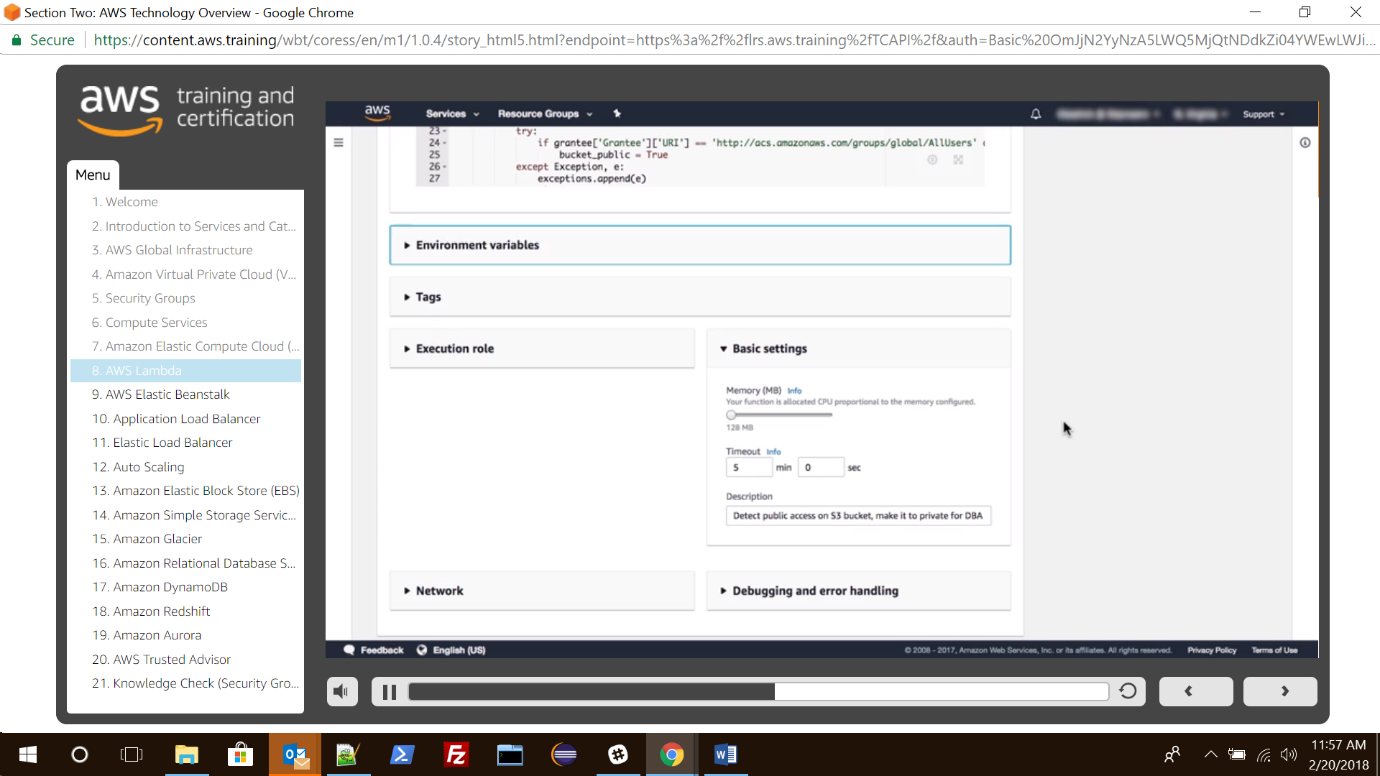 Section Two: AWS Technology Overview - Google Chrome
Secure https://content.aws.training/wbt/coress/en/m1/1.0.4/story_html5.html?endpoint=https%3a%2f%2flrs.aws.training%2fTCAPI%2f&auth=Basic%20OmJjN2YyNzA5LWQ5MjQtNDdkZi04YWEwLWJi...
aws training and
certification
Menu
1. Welcome
2. Introduction to Services and Cat...
3. AWS Global Infrastructure
4. Amazon Virtual Private Cloud (V...
5. Security Groups
6. Compute Services
7. Amazon Elastic Compute Cloud (...
8. AWS Lambda
9. AWS Elastic Beanstalk
10. Application Load Balancer
11. Elastic Load Balancer
12. Auto Scaling
13. Amazon Elastic Block Store (EBS)
14. Amazon Simple Storage Servic...
15. Amazon Glacier
16. Amazon Relational Database S...
17. Amazon DynamoDB
18. Amazon Redshift
19. Amazon Aurora
20. AWS Trusted Advisor
21. Knowledge Check (Security Gro...
aws Services Resource Groups Support
23 try:
24 if grantee['Grantee']['URI'] == 'http://acs.amazonaws.com/groups/global/AllUsers'
25 bucket_public = True
26 except Exception, e:
27 exceptions.append(e)
Environment variables
Tags
Execution role
Basic settings
Memory (MB) Info
Your function is allocated CPU proportional to the memory configured.
128 MB
Timeout Info
5 min 0 sec
Description
Detect public access on S3 bucket, make it to private for DBA
Network
Debugging and error handling
Feedback English (US) © 2008 - 2017, Amazon Web Services, Inc. or its affiliates. All rights reserved. Privacy Policy Terms of Use
11:57 AM
2/20/2018